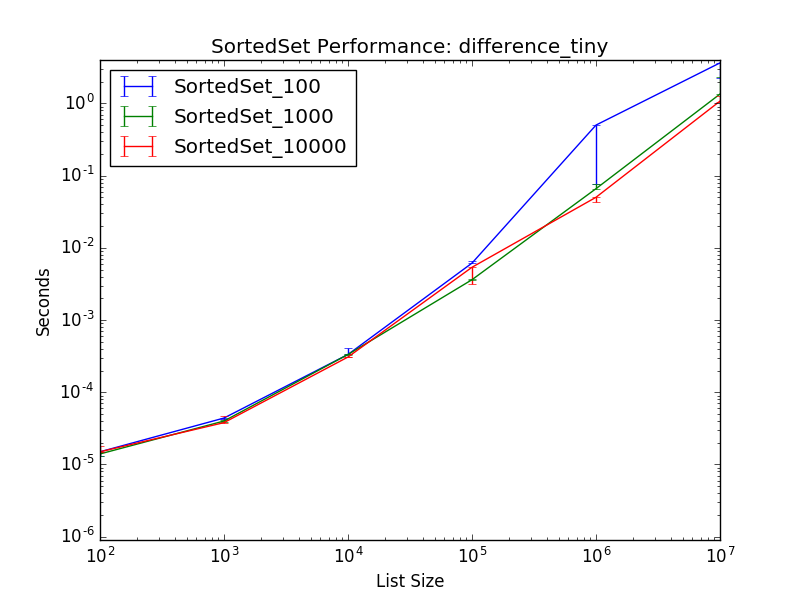 SortedSet Performance: difference_tiny
SortedSet_100
SortedSet_1000
SortedSet_10000
10^0
10^-1
10^-2
10^-3
10^-4
10^-5
10^-6
Seconds
10^2 10^3 10^4 10^5 10^6 10^7
List Size